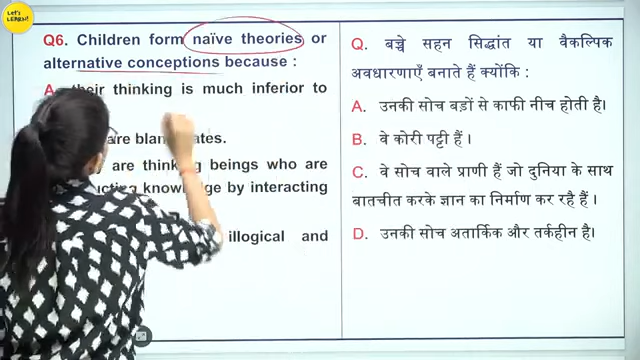 Let's
LEARN!
Q6. Children form naïve theories or
alternative conceptions because :
A. their thinking is much inferior to
are blank slates.
are thinking beings who are
knowledge by interacting
illogical and
Q. बच्चे सहन सिद्धांत या वैकल्पिक
अवधारणाएँ बनाते हैं क्योंकि :
A. उनकी सोच बड़ों से काफी नीच होती है।
B. वे कोरी पट्टी हैं ।
C. वे सोच वाले प्राणी हैं जो दुनिया के साथ
बातचीत करके ज्ञान का निर्माण कर रहै हैं ।
D. उनकी सोच अतार्किक और तर्कहीन है।